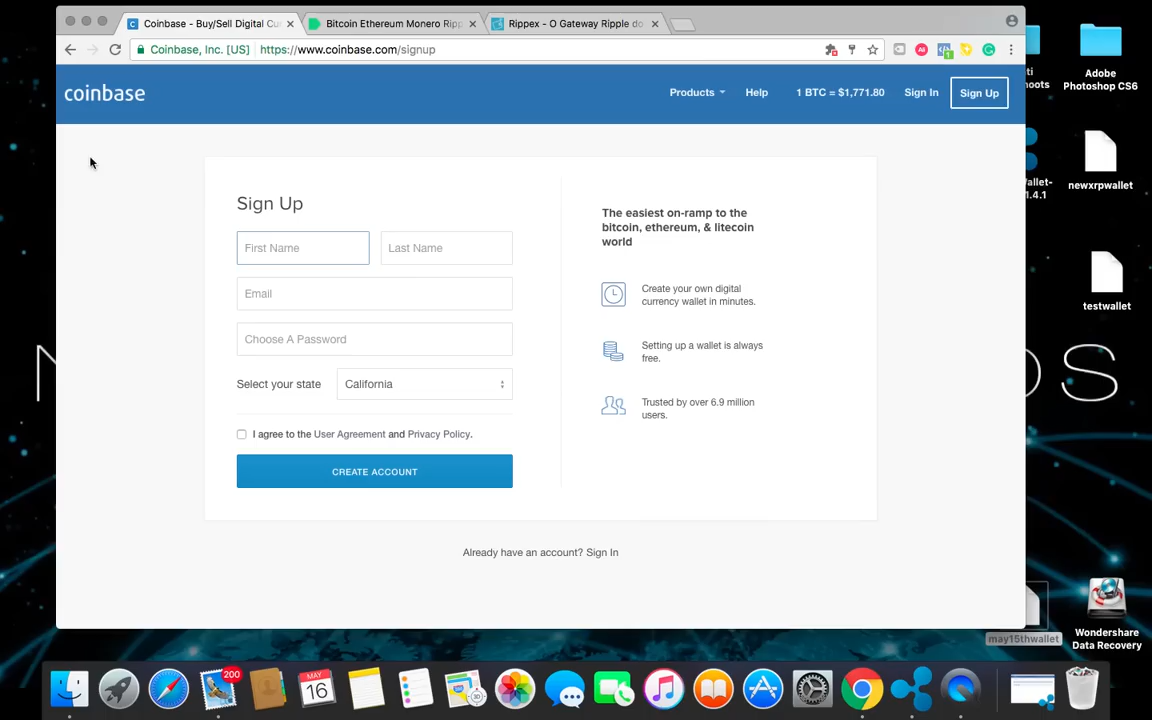 Coinbase - Buy/Sell Digital Cur
Bitcoin Ethereum Monero Ripp
Rippex - O Gateway Ripple do
Coinbase, Inc. [US]
https://www.coinbase.com/signup
coinbase
Products
Help
1 BTC = $1,771.80
Sign In
Sign Up
Sign Up
First Name
Last Name
Email
Choose A Password
Select your state
California
I agree to the User Agreement and Privacy Policy.
CREATE ACCOUNT
The easiest on-ramp to the
bitcoin, ethereum, & litecoin
world
Create your own digital
currency wallet in minutes.
Setting up a wallet is always
free.
Trusted by over 6.9 million
users.
Already have an account? Sign In
Adobe
Photoshop CS6
newxrpwallet
1.4.1
testwallet
may15thwallet
Wondershare
Data Recovery
200
MAY
16